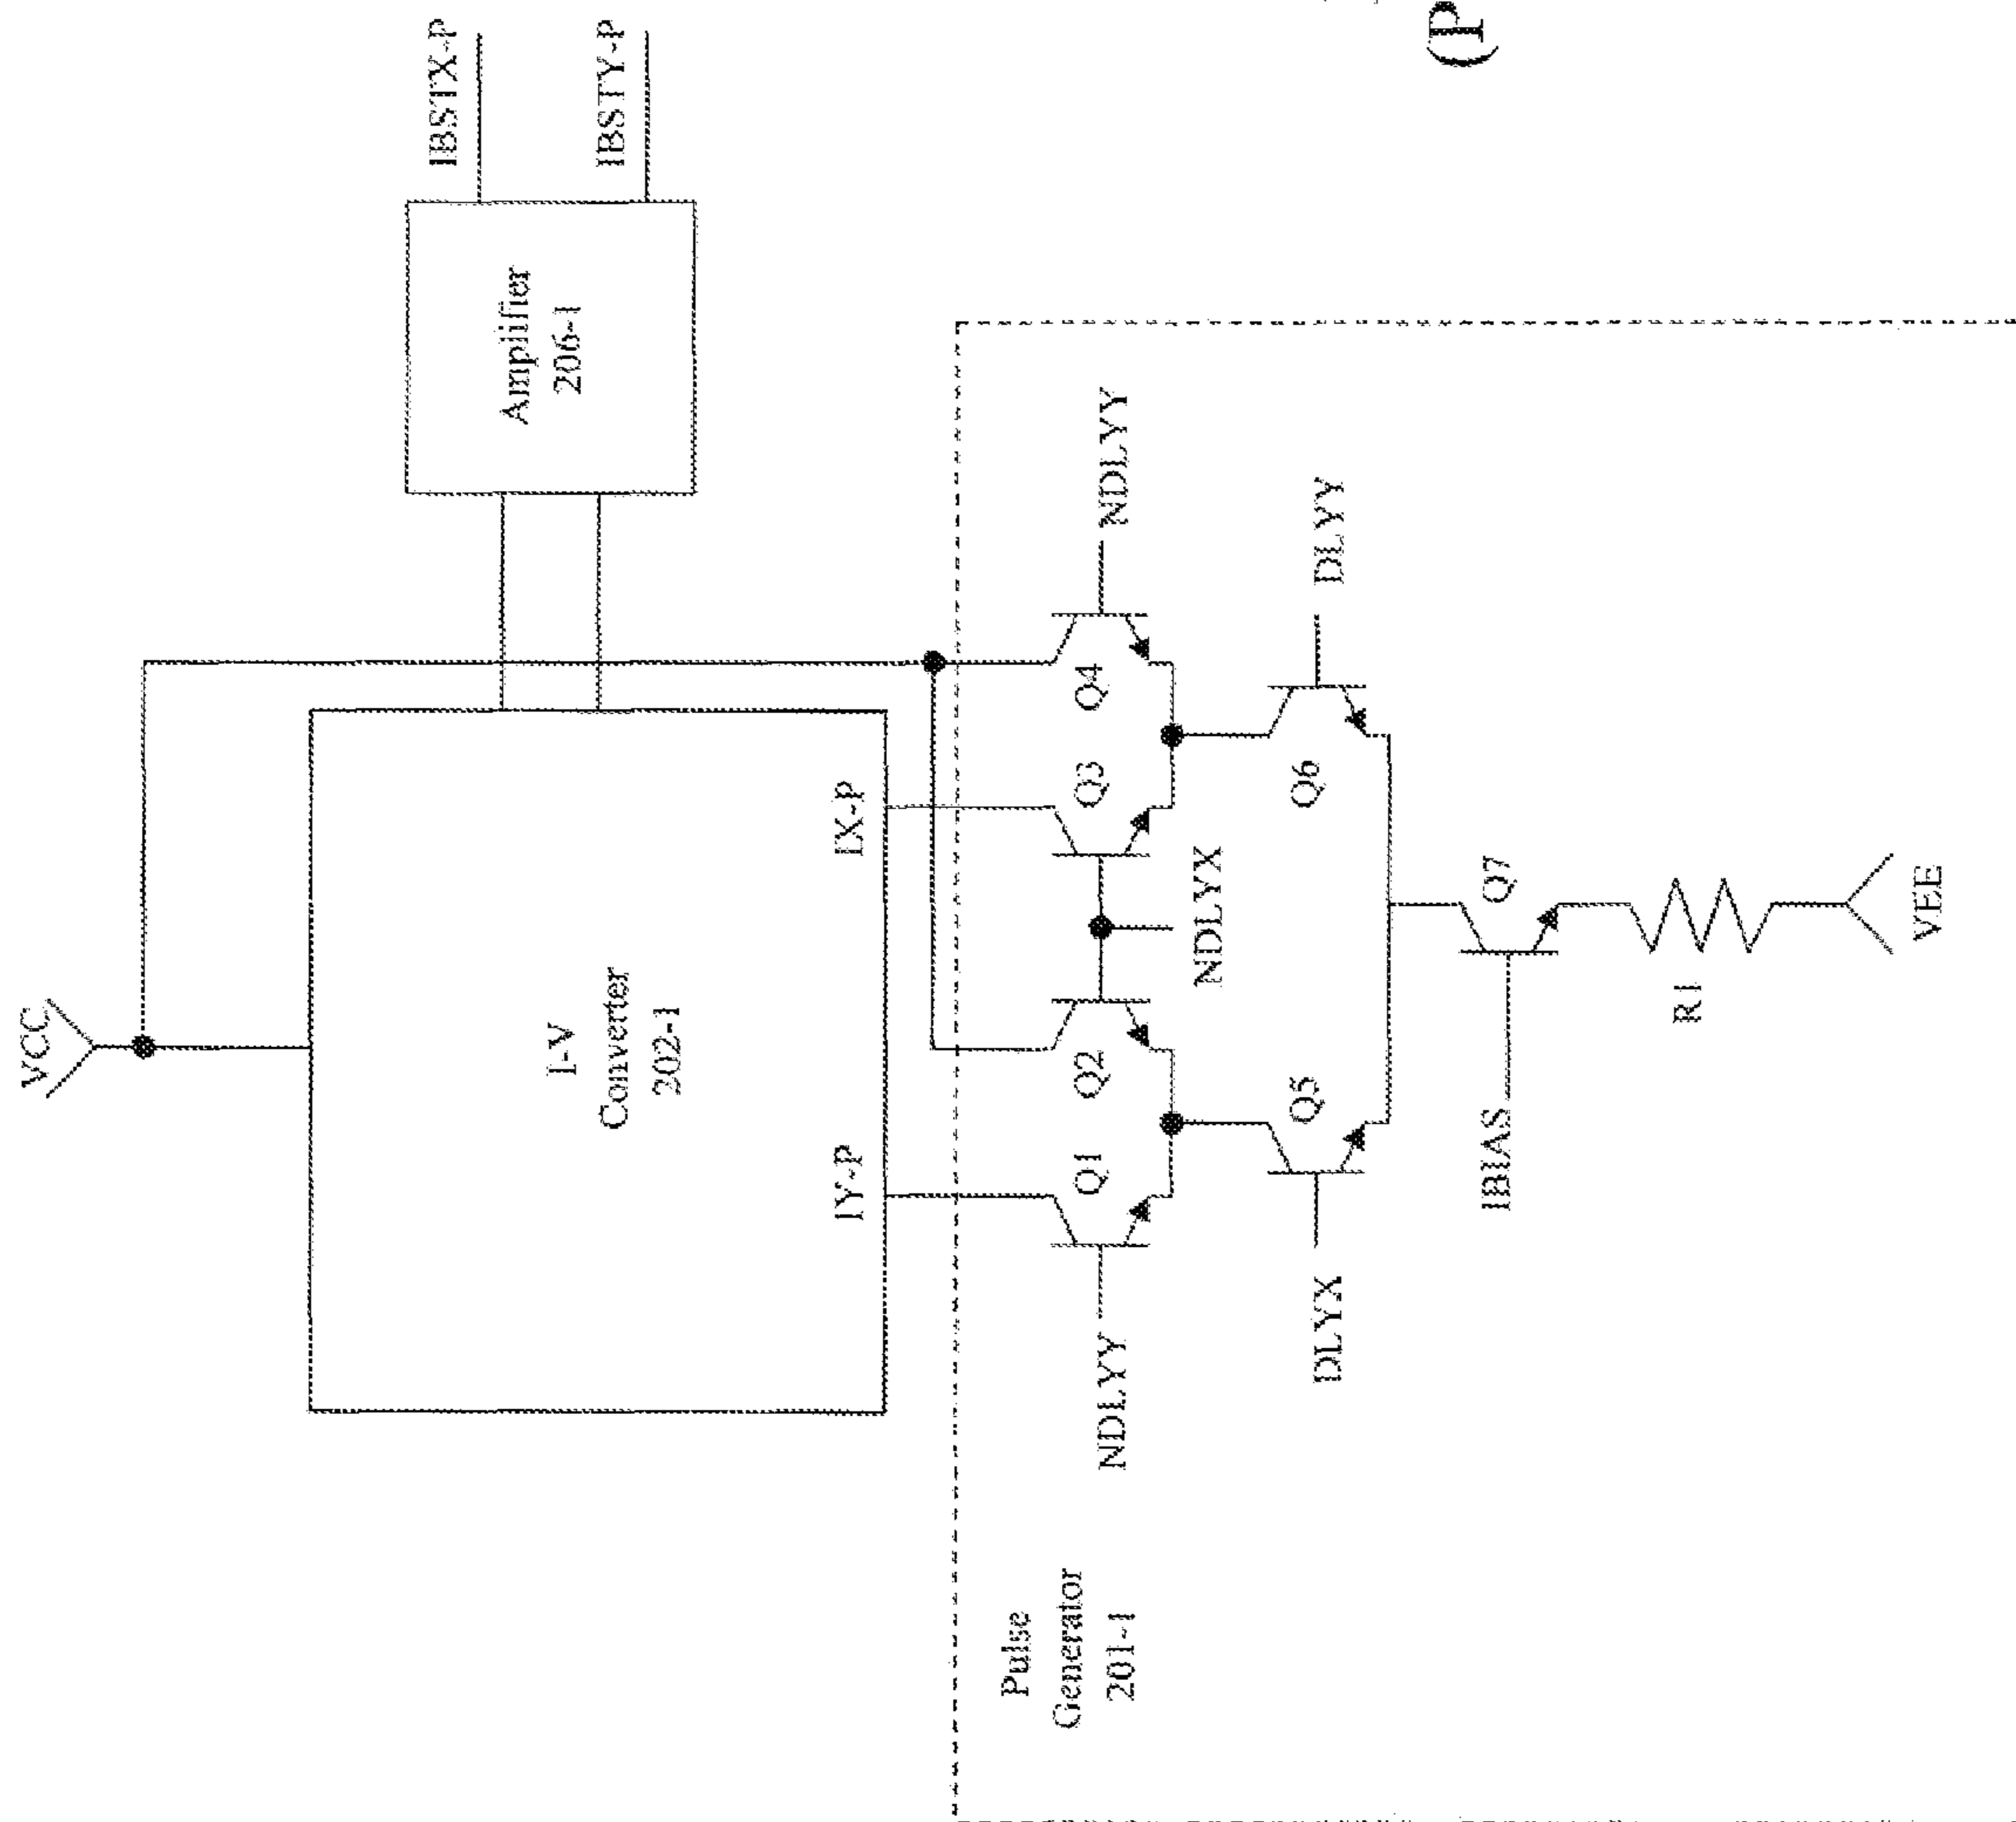 VCC
IBSTX-P
IBSTY-P
Amplifier
206-1
I-V
Converter
202-1
IY-P
IX-P
Pulse
Generator
201-1
NDLYY
Q1
Q2
Q3
Q4
NDLYY
NDLYX
DLYX
Q5
Q6
DLYY
IBIAS
Q7
R1
VEE
(P